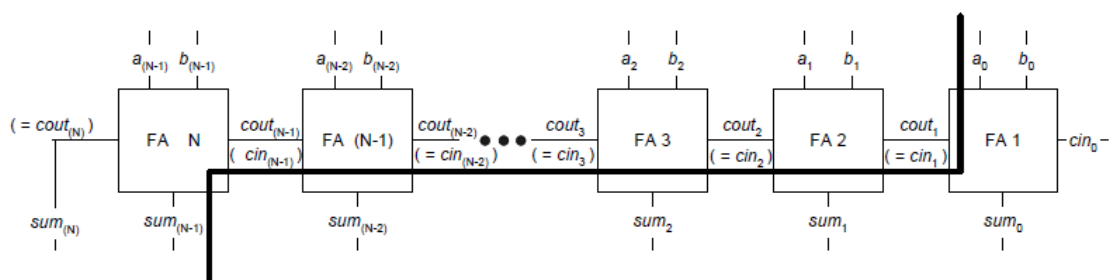 a(N-1) b(N-1) a(N-2) b(N-2) a2 b2 a1 b1 a0 b0
( = cout(N) ) FA N cout(N-1) FA (N-1) cout(N-2) ●●● cout3 FA 3 cout2 FA 2 cout1 FA 1 cin0
( cin(N-1) ) ( = cin(N-2) ) ( = cin3 ) ( = cin2 ) ( = cin1 )
sum(N) sum(N-1) sum(N-2) sum2 sum1 sum0